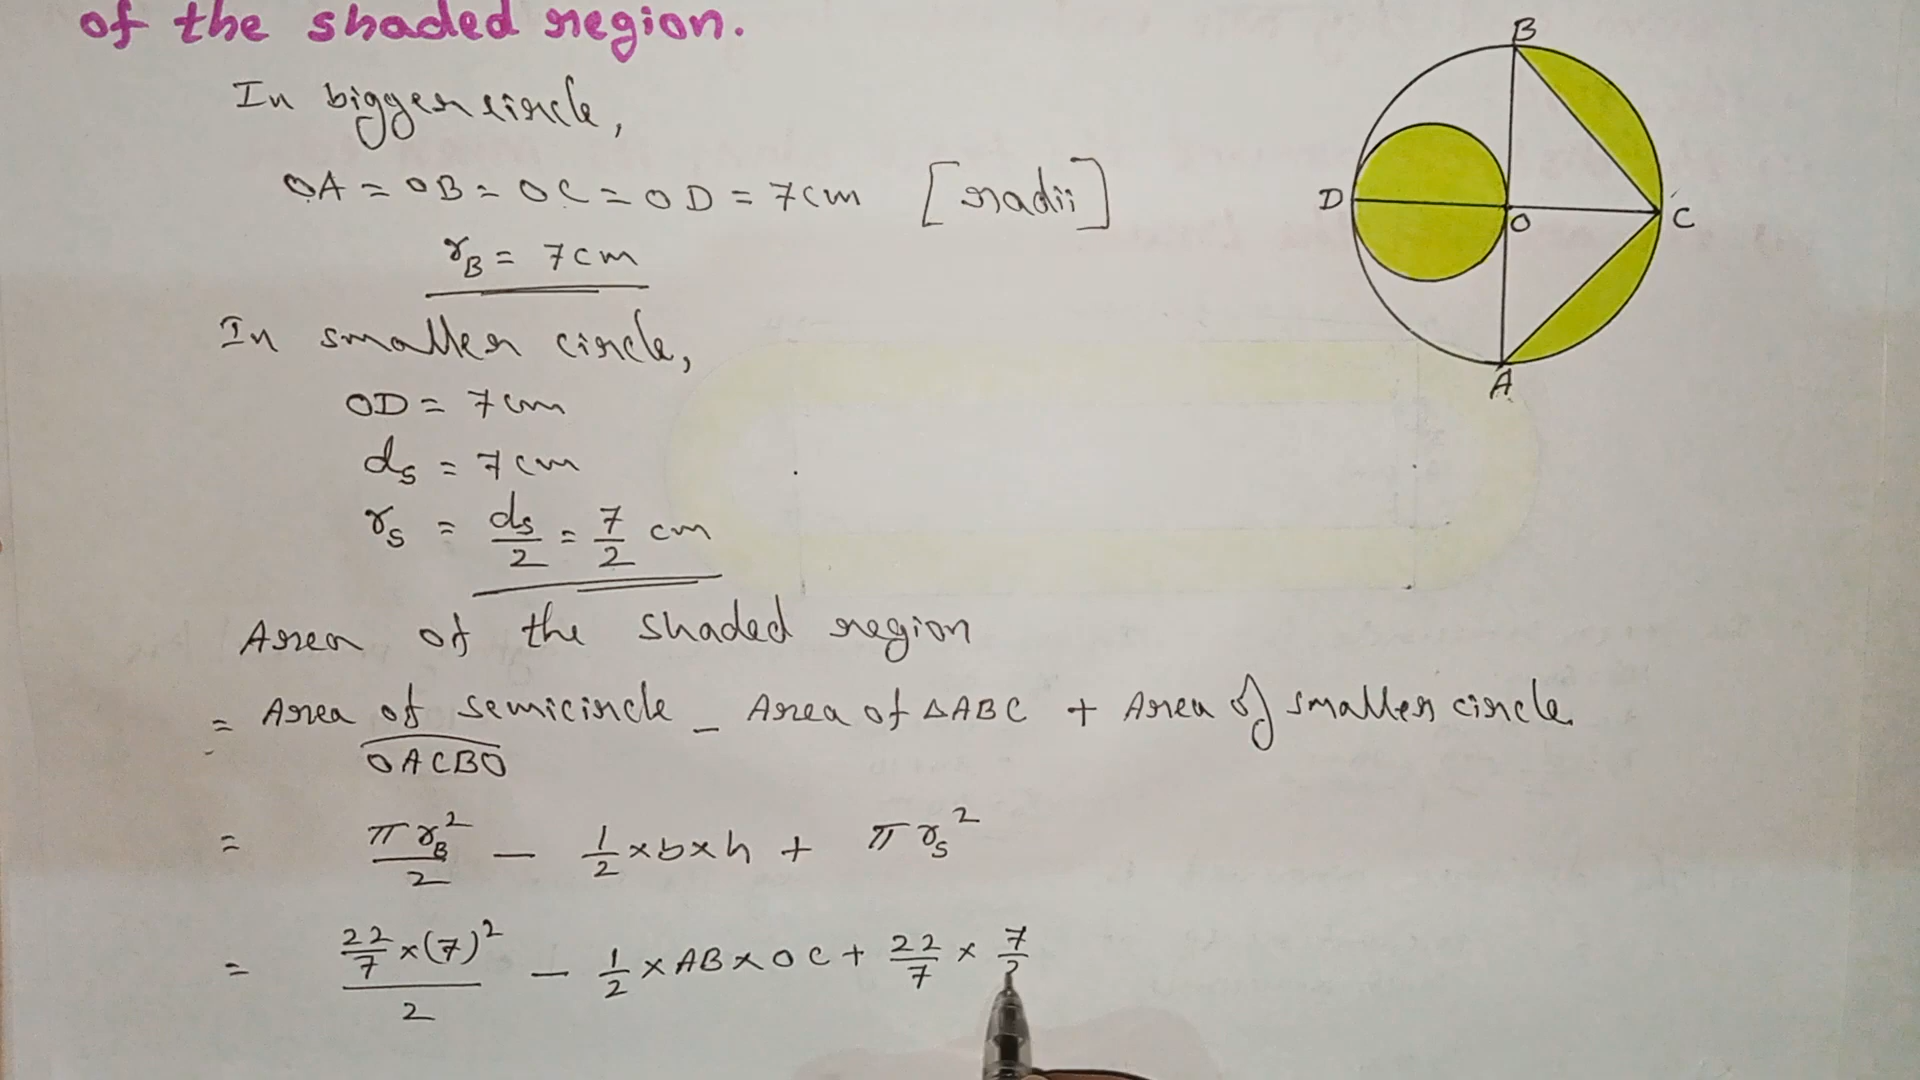 of the shaded region.
In bigger circle,
OA = OB = OC = OD = 7cm [radii]
r_B = 7cm
In smaller circle,
OD = 7cm
d_s = 7cm
r_s = d_s/2 = 7/2 cm
Area of the shaded region
= Area of semicircle - Area of △ABC + Area of smaller circle
OACBO
= πr_B²/2 - 1/2 × b × h + πr_s²
= 22/7 × (7)²/2 - 1/2 × AB × OC + 22/7 × 7/2
B
D
O
C
A